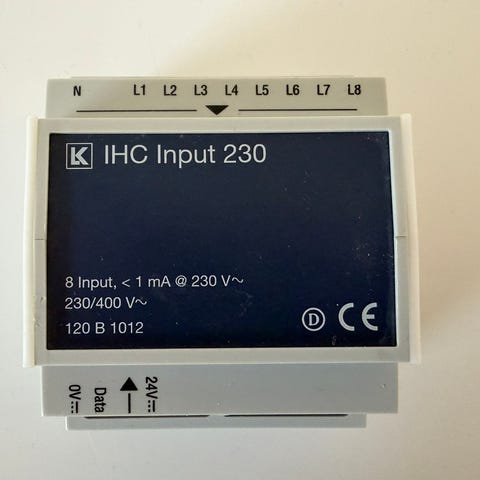 N L1 L2 L3 L4 L5 L6 L7 L8
LK IHC Input 230
8 Input, < 1 mA @ 230 V~
230/400 V~
120 B 1012
D CE
0V⎓ Data 24V⎓